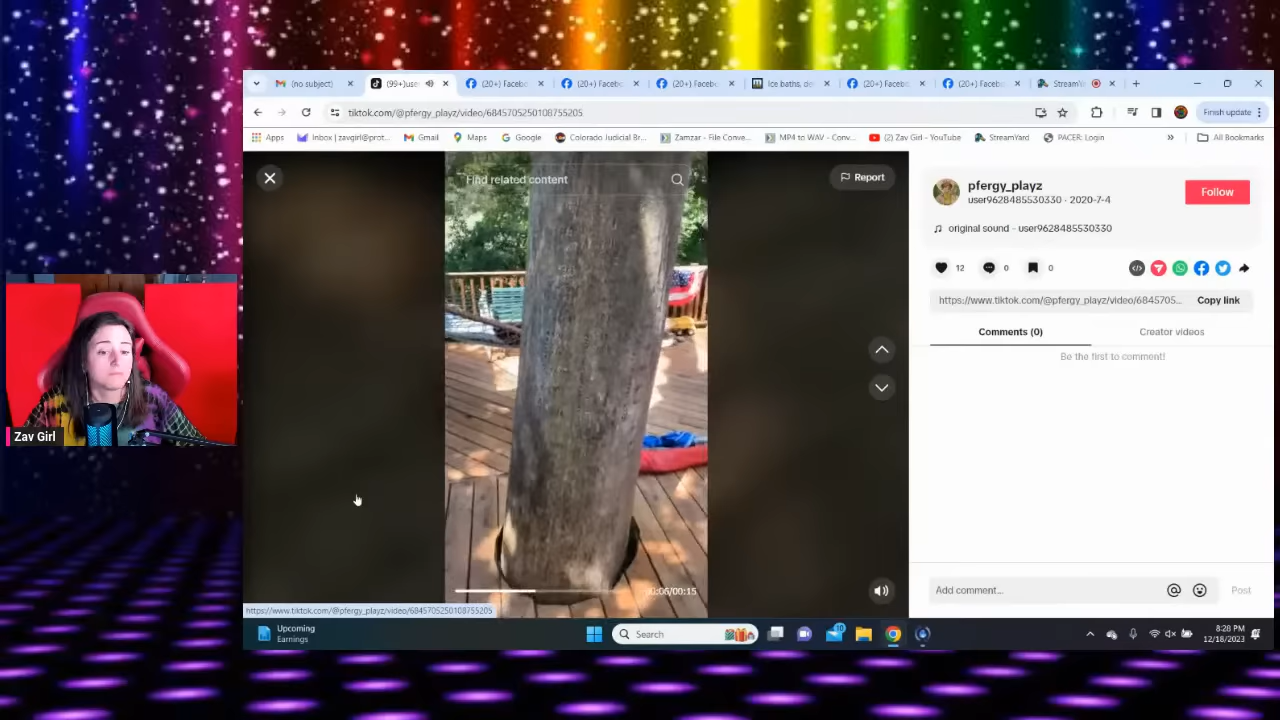 (no subject)
(99+)use
(20+) Facebo
(20+) Facebo
(20+) Facebo
Ice baths, de
(20+) Facebo
(20+) Facebo
StreamY
tiktok.com/@pfergy_playz/video/6845705250108755205
Finish update
Apps
Inbox | zavgirl@prot...
Gmail
Maps
Google
Colorado Judicial Br...
Zamzar - File Conve...
MP4 to WAV - Conv...
(2) Zav Girl - YouTube
StreamYard
PACER: Login
»
All Bookmarks
Find related content
Report
pfergy_playz
user9628485530330 · 2020-7-4
Follow
original sound - user9628485530330
12
0
0
https://www.tiktok.com/@pfergy_playz/video/6845705...
Copy link
Comments (0)
Creator videos
Be the first to comment!
Zav Girl
00:06/00:15
Add comment...
Post
https://www.tiktok.com/@pfergy_playz/video/6845705250108755205
Upcoming
Earnings
Search
8:28 PM
12/18/2023